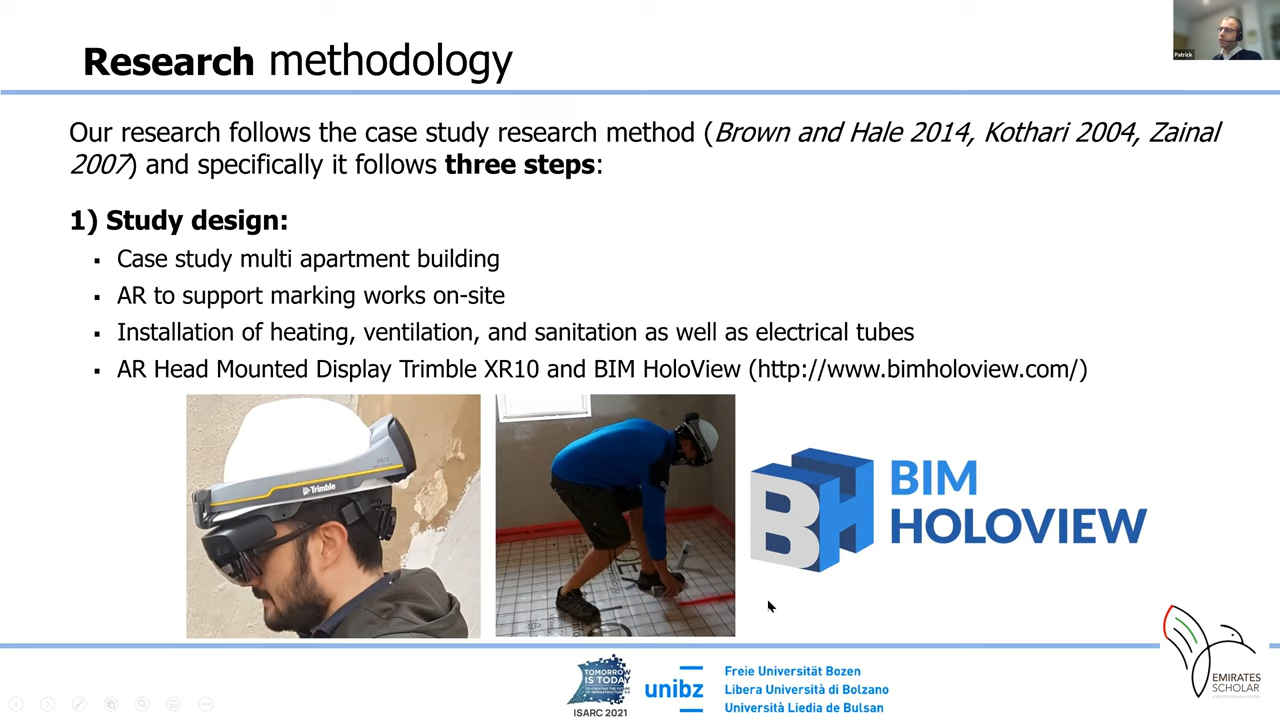 Research methodology
Patrick
Our research follows the case study research method (Brown and Hale 2014, Kothari 2004, Zainal
2007) and specifically it follows three steps:
1) Study design:
▪ Case study multi apartment building
▪ AR to support marking works on-site
▪ Installation of heating, ventilation, and sanitation as well as electrical tubes
▪ AR Head Mounted Display Trimble XR10 and BIM HoloView (http://www.bimholoview.com/)
XR10
Trimble
BH
BIM
HOLOVIEW
TOMORROW
IS TODAY
ISARC 2021
unibz
Freie Universität Bozen
Libera Università di Bolzano
Università Liedia de Bulsan
EMIRATES
SCHOLAR